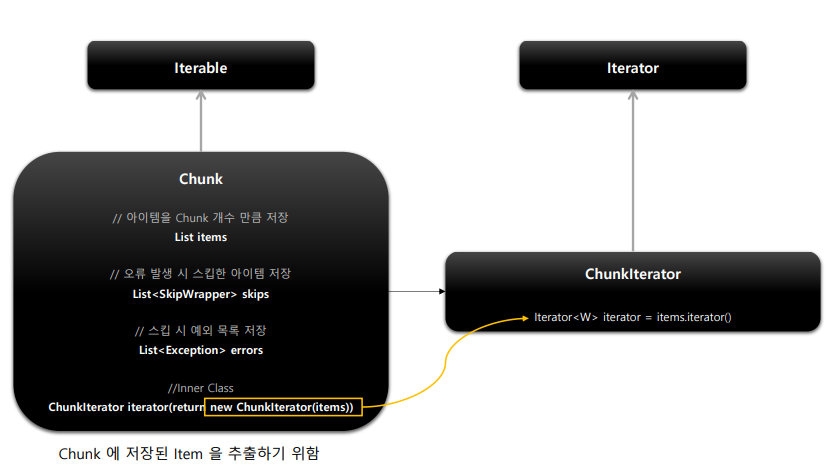 Iterable
Iterator
Chunk
// 아이템을 Chunk 개수 만큼 저장
List items
// 오류 발생 시 스킵한 아이템 저장
List<SkipWrapper> skips
// 스킵 시 예외 목록 저장
List<Exception> errors
//Inner Class
ChunkIterator iterator(return new ChunkIterator(items))
ChunkIterator
Iterator<W> iterator = items.iterator()
Chunk 에 저장된 Item 을 추출하기 위함